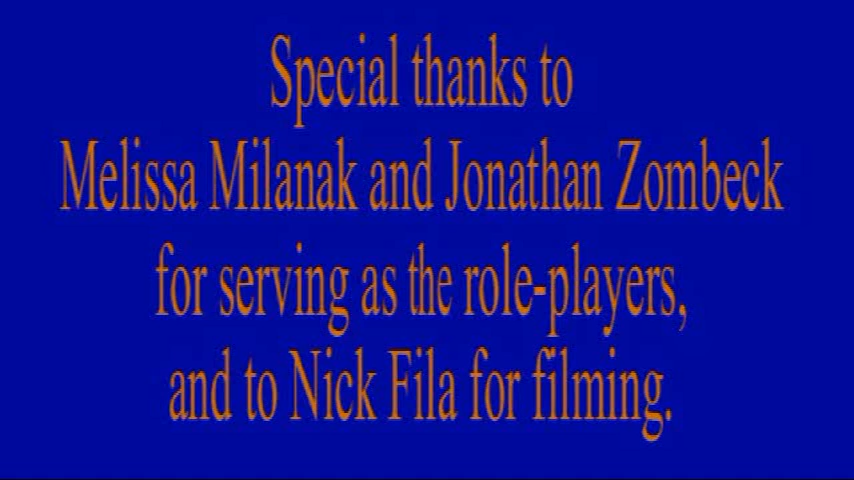 Special thanks to
Melissa Milanak and Jonathan Zombeck
for serving as the role-players,
and to Nick Fila for filming.